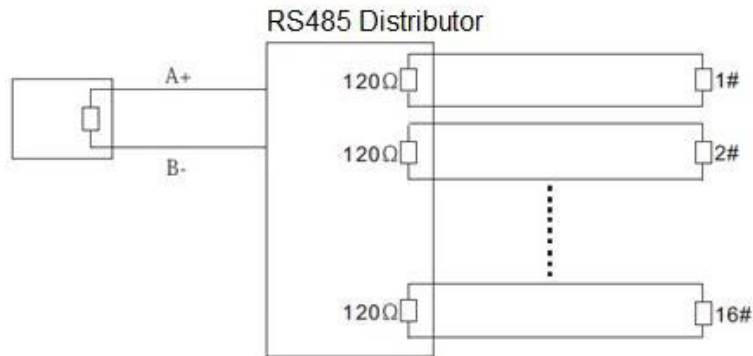 RS485 Distributor
A+
B-
120Ω 1#
120Ω 2#
120Ω 16#